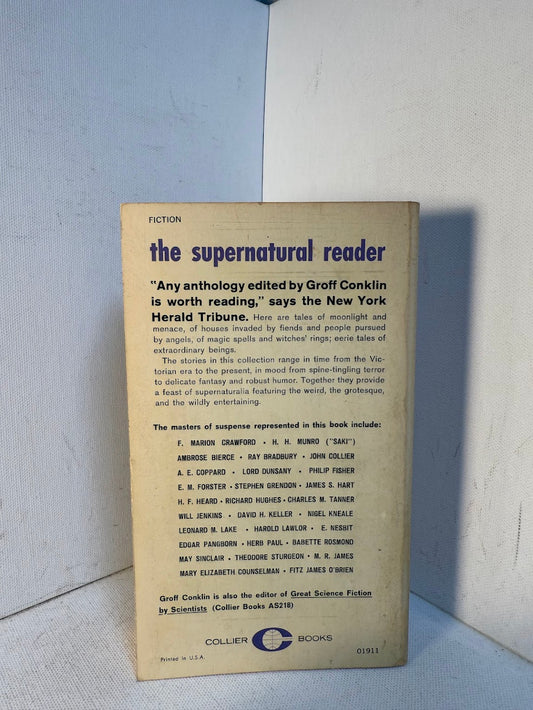 FICTION
the supernatural reader
"Any anthology edited by Groff Conklin
is worth reading," says the New York
Herald Tribune. Here are tales of moonlight and
menace, of houses invaded by fiends and people pursued
by angels, of magic spells and witches' rings; eerie tales of
extraordinary beings.
The stories in this collection range in time from the Vic-
torian era to the present, in mood from spine-tingling terror
to delicate fantasy and robust humor. Together they provide
a feast of supernaturalia featuring the weird, the grotesque,
and the wildly entertaining.
The masters of suspense represented in this book include:
F. MARION CRAWFORD • H. H. MUNRO ("SAKI")
AMBROSE BIERCE • RAY BRADBURY • JOHN COLLIER
A. E. COPPARD • LORD DUNSANY • PHILIP FISHER
E. M. FORSTER • STEPHEN GRENDON • JAMES S. HART
H. F. HEARD • RICHARD HUGHES • CHARLES M. TANNER
WILL JENKINS • DAVID H. KELLER • NIGEL KNEALE
LEONARD M. LAKE • HAROLD LAWLOR • E. NESBIT
EDGAR PANGBORN • HERB PAUL • BABETTE ROSMOND
MAY SINCLAIR • THEODORE STURGEON • M. R. JAMES
MARY ELIZABETH COUNSELMAN • FITZ JAMES O'BRIEN
Groff Conklin is also the editor of Great Science Fiction
by Scientists (Collier Books AS218)
COLLIER BOOKS
Printed in U.S.A.
01911